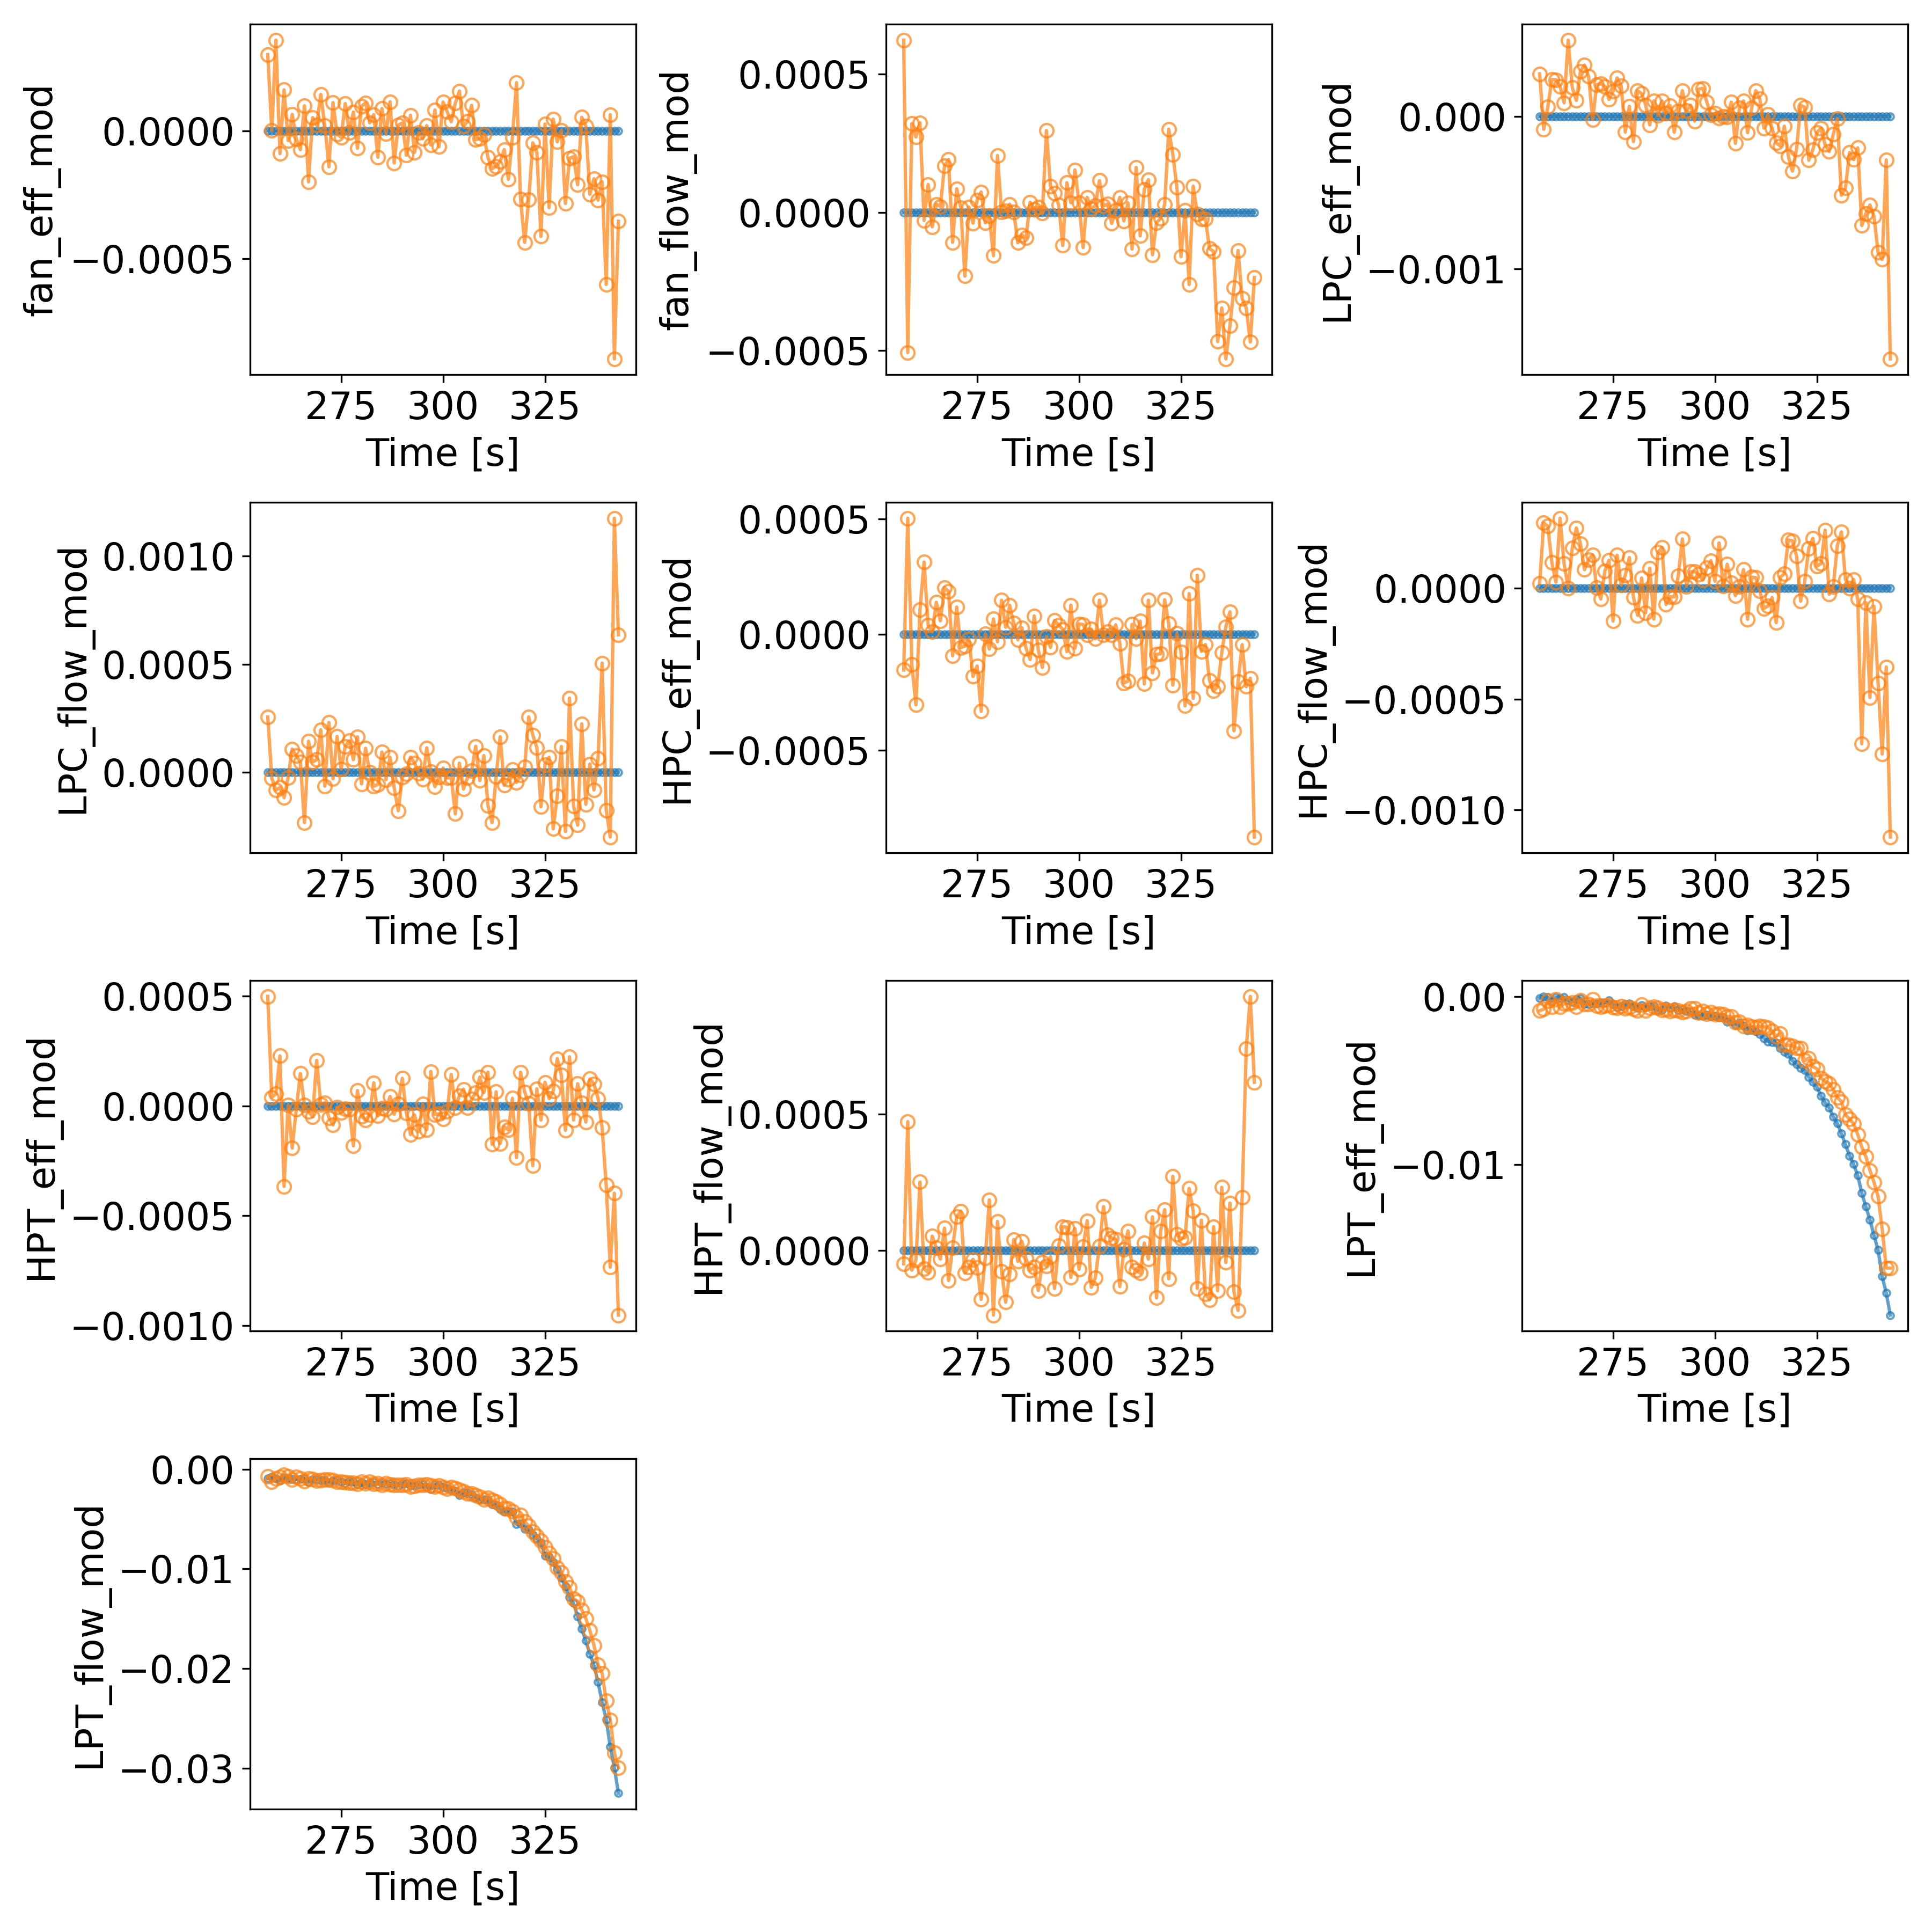 fan_eff_mod
0.0000
−0.0005
275 300 325
Time [s]
fan_flow_mod
0.0005
0.0000
−0.0005
275 300 325
Time [s]
LPC_eff_mod
0.000
−0.001
275 300 325
Time [s]
LPC_flow_mod
0.0010
0.0005
0.0000
275 300 325
Time [s]
HPC_eff_mod
0.0005
0.0000
−0.0005
275 300 325
Time [s]
HPC_flow_mod
0.0000
−0.0005
−0.0010
275 300 325
Time [s]
HPT_eff_mod
0.0005
0.0000
−0.0005
−0.0010
275 300 325
Time [s]
HPT_flow_mod
0.0005
0.0000
275 300 325
Time [s]
LPT_eff_mod
0.00
−0.01
275 300 325
Time [s]
LPT_flow_mod
0.00
−0.01
−0.02
−0.03
275 300 325
Time [s]